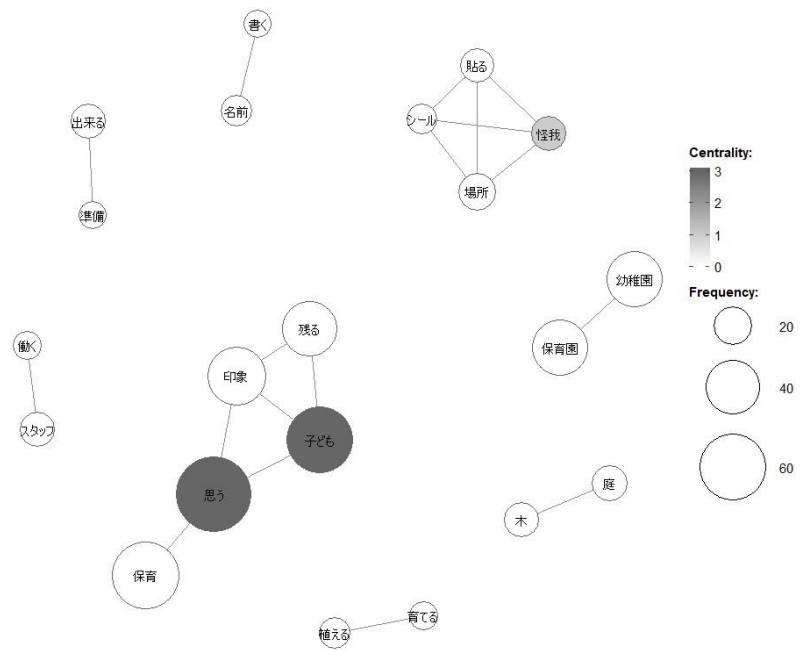 書く
貼る
名前
シール
出来る
怪我
Centrality:
3
2
1
0
場所
準備
幼稚園
Frequency:
20
残る
働く
保育園
印象
40
スタッフ
子ども
60
庭
思う
木
保育
育てる
植える